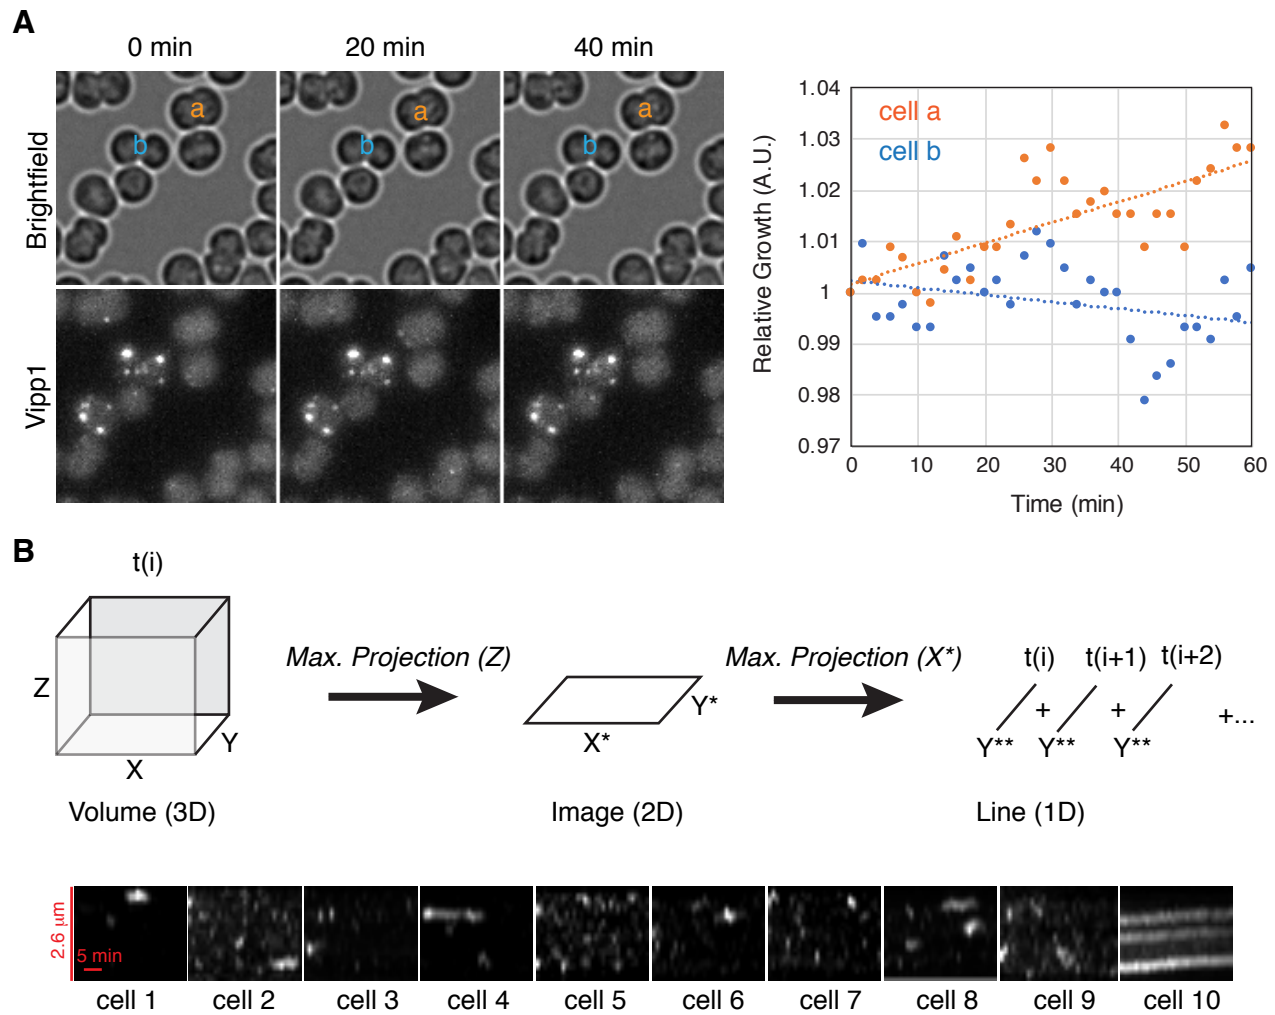 A
0 min 20 min 40 min
Brightfield
a a a
b b b
Vipp1
Relative Growth (A.U.)
1.04
1.03
1.02
1.01
1
0.99
0.98
0.97
cell a
cell b
0 10 20 30 40 50 60
Time (min)
B
t(i)
Z
X
Y
Volume (3D)
Max. Projection (Z)
X*
Y*
Image (2D)
Max. Projection (X*)
t(i) t(i+1) t(i+2)
+ + +...
Y** Y** Y**
Line (1D)
2.6 µm
5 min
cell 1 cell 2 cell 3 cell 4 cell 5 cell 6 cell 7 cell 8 cell 9 cell 10